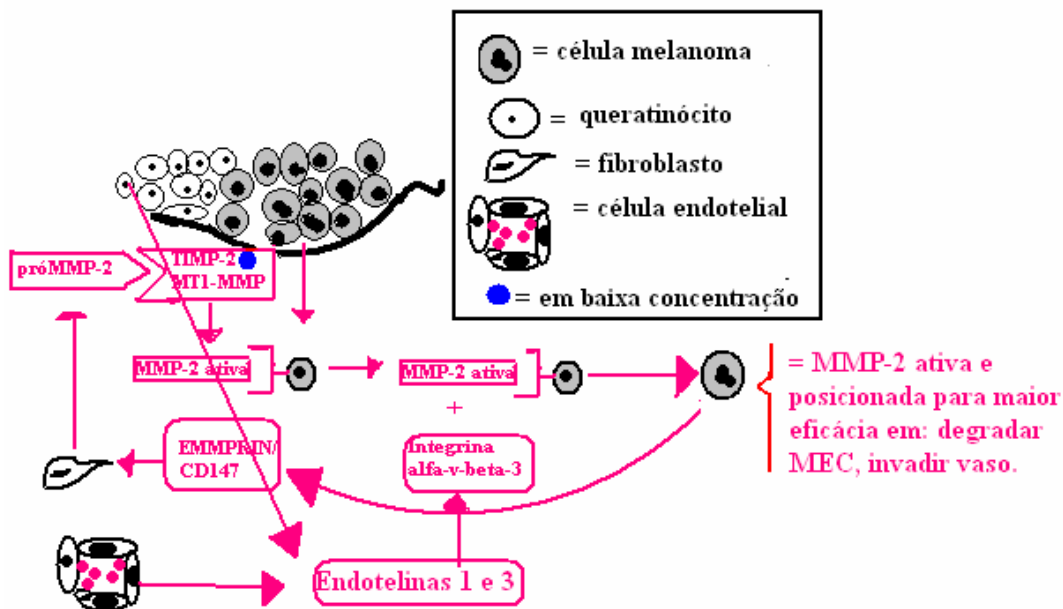 = célula melanoma
= queratinócito
= fibroblasto
= célula endotelial
= em baixa concentração
próMMP-2
TIMP-2
MT1-MMP
MMP-2 ativa
MMP-2 ativa
+
= MMP-2 ativa e
posicionada para maior
eficácia em: degradar
MEC, invadir vaso.
EMMPRIN/
CD147
Integrina
alfa-v-beta-3
Endotelinas 1 e 3